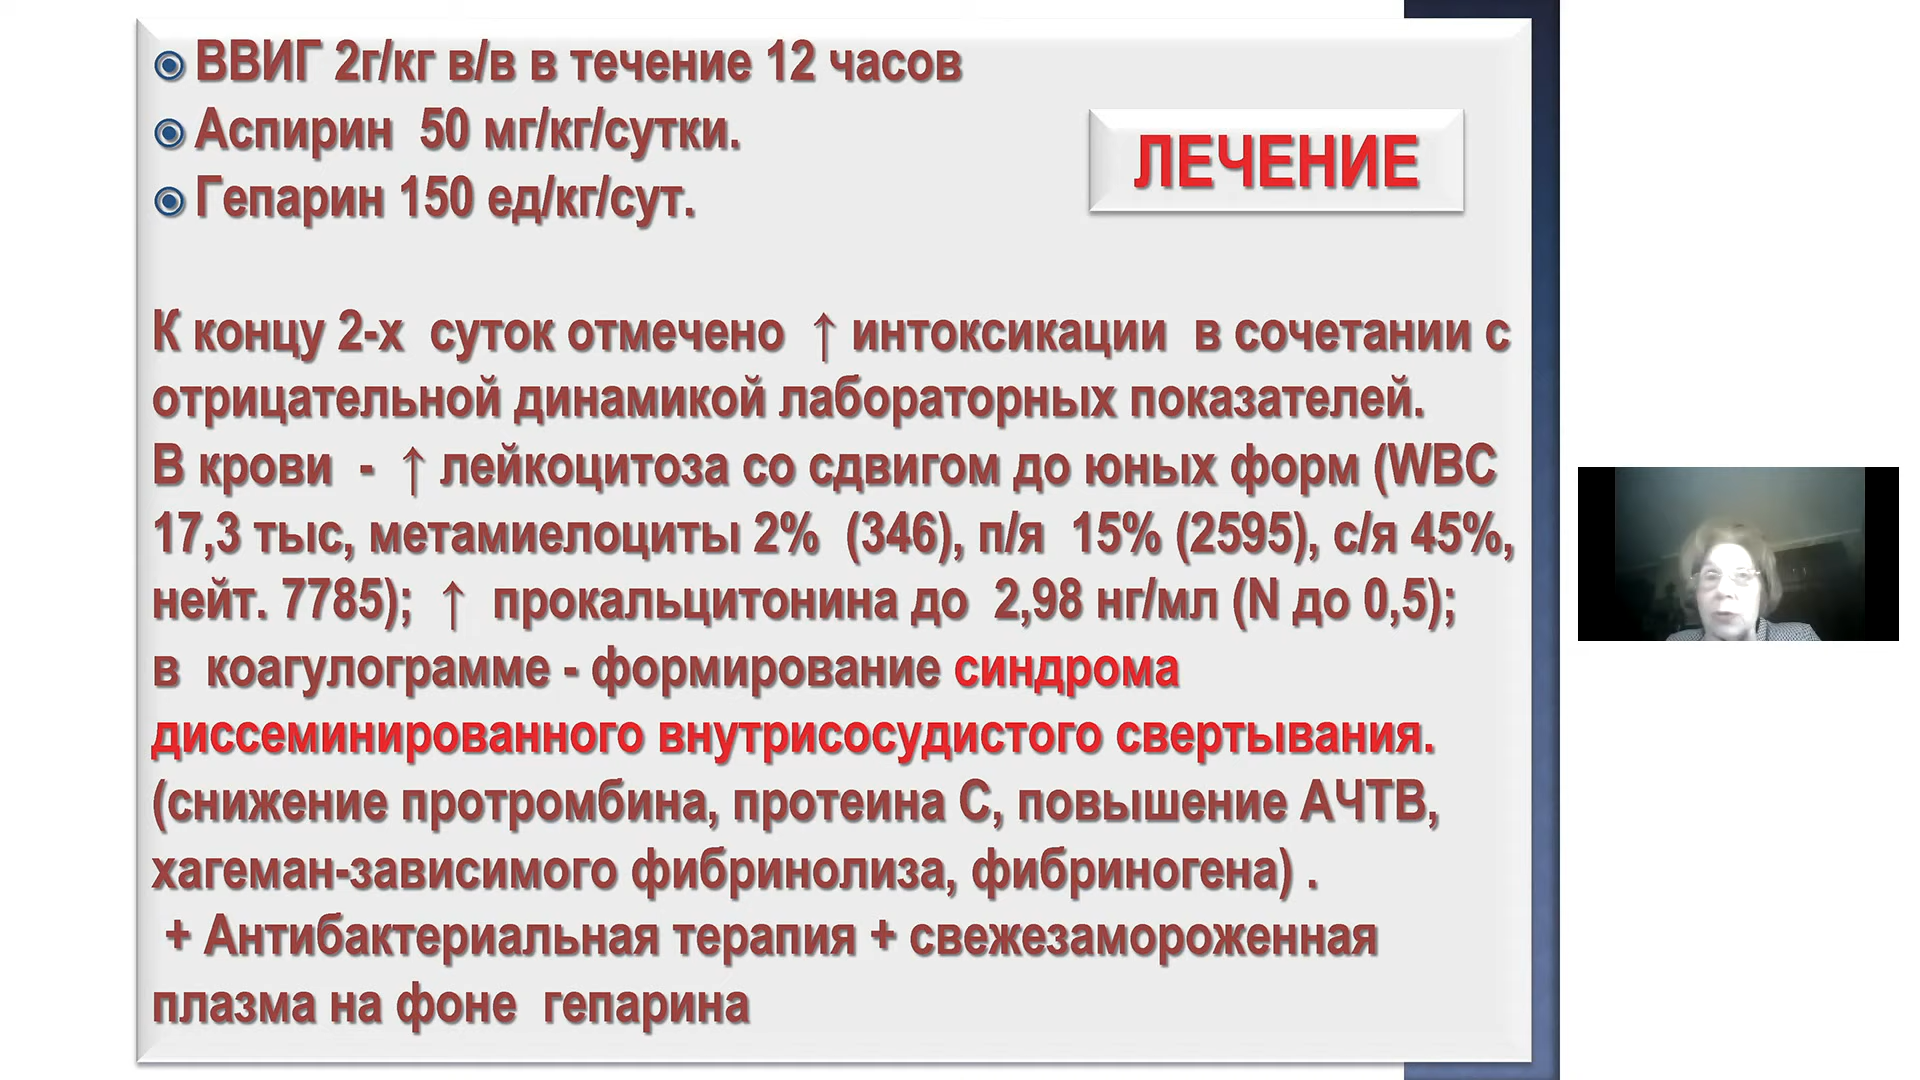 ВВИГ 2г/кг в/в в течение 12 часов
Аспирин 50 мг/кг/сутки.
Гепарин 150 ед/кг/сут.
ЛЕЧЕНИЕ
К концу 2-х суток отмечено ↑ интоксикации в сочетании с
отрицательной динамикой лабораторных показателей.
В крови - ↑ лейкоцитоза со сдвигом до юных форм (WBC
17,3 тыс, метамиелоциты 2% (346), п/я 15% (2595), с/я 45%,
нейт. 7785); ↑ прокальцитонина до 2,98 нг/мл (N до 0,5);
в коагулограмме - формирование синдрома
диссеминированного внутрисосудистого свертывания.
(снижение протромбина, протеина С, повышение АЧТВ,
хагеман-зависимого фибринолиза, фибриногена) .
+ Антибактериальная терапия + свежезамороженная
плазма на фоне гепарина